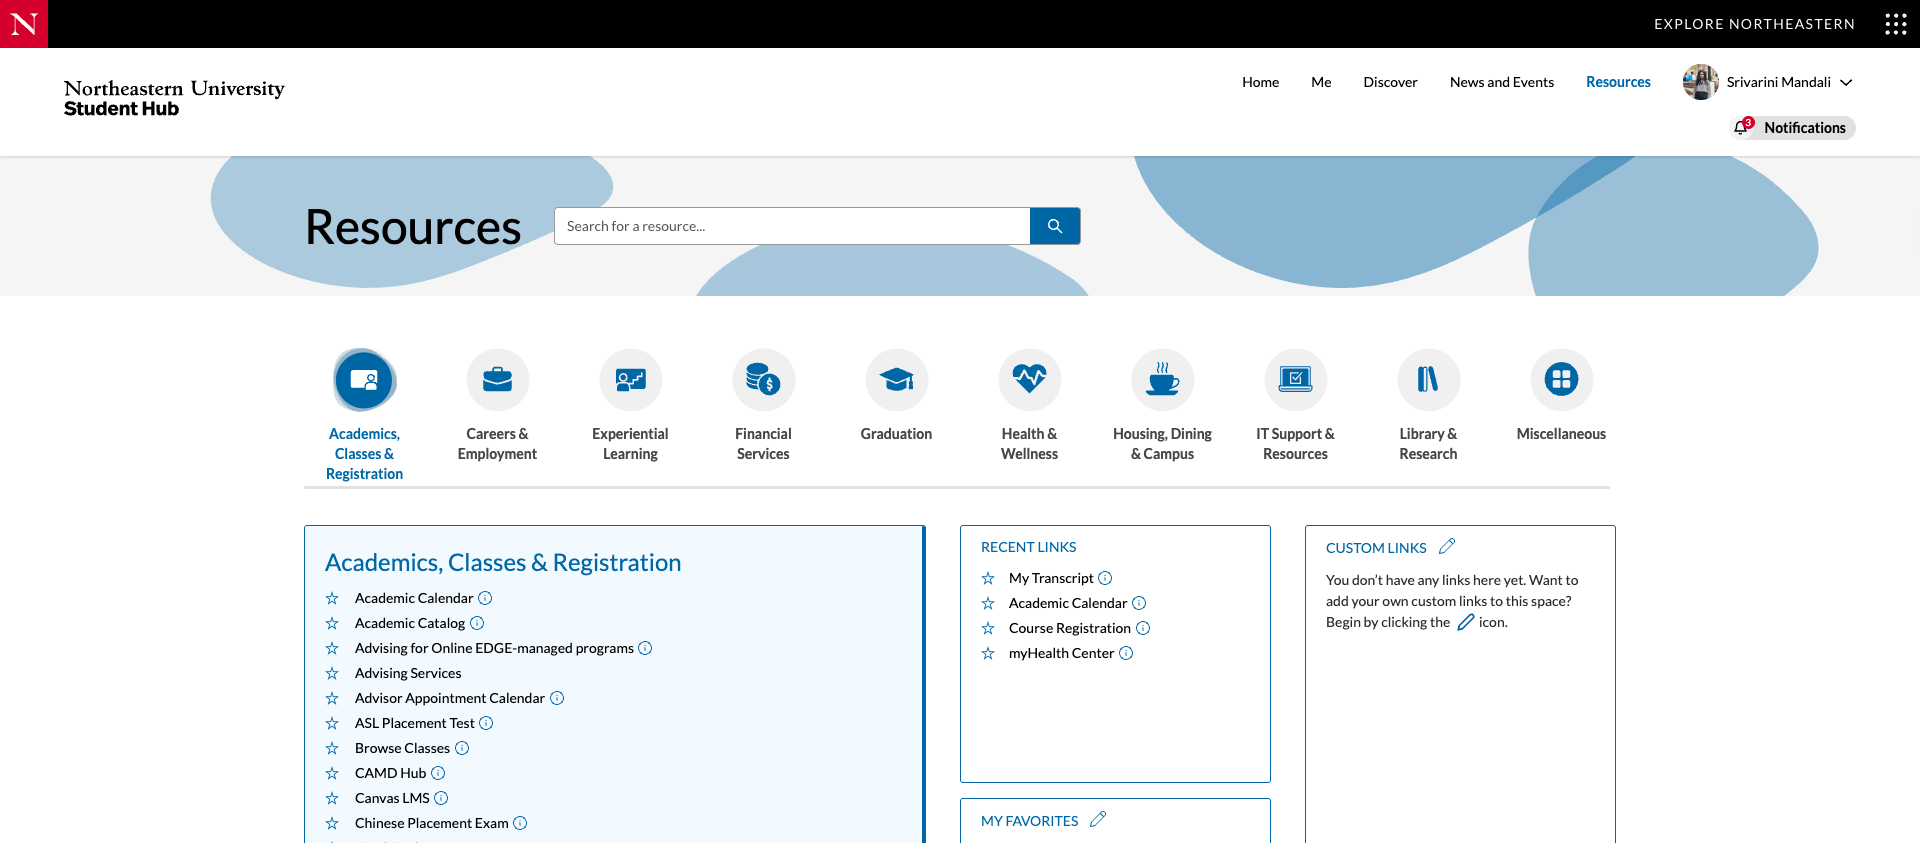 N
EXPLORE NORTHEASTERN
Northeastern University
Student Hub
Home
Me
Discover
News and Events
Resources
Srivarini Mandali
3
Notifications
Resources
Search for a resource...
Academics,
Classes &
Registration
Careers &
Employment
Experiential
Learning
Financial
Services
Graduation
Health &
Wellness
Housing, Dining
& Campus
IT Support &
Resources
Library &
Research
Miscellaneous
Academics, Classes & Registration
Academic Calendar
Academic Catalog
Advising for Online EDGE-managed programs
Advising Services
Advisor Appointment Calendar
ASL Placement Test
Browse Classes
CAMD Hub
Canvas LMS
Chinese Placement Exam
RECENT LINKS
My Transcript
Academic Calendar
Course Registration
myHealth Center
MY FAVORITES
CUSTOM LINKS
You don't have any links here yet. Want to
add your own custom links to this space?
Begin by clicking the icon.